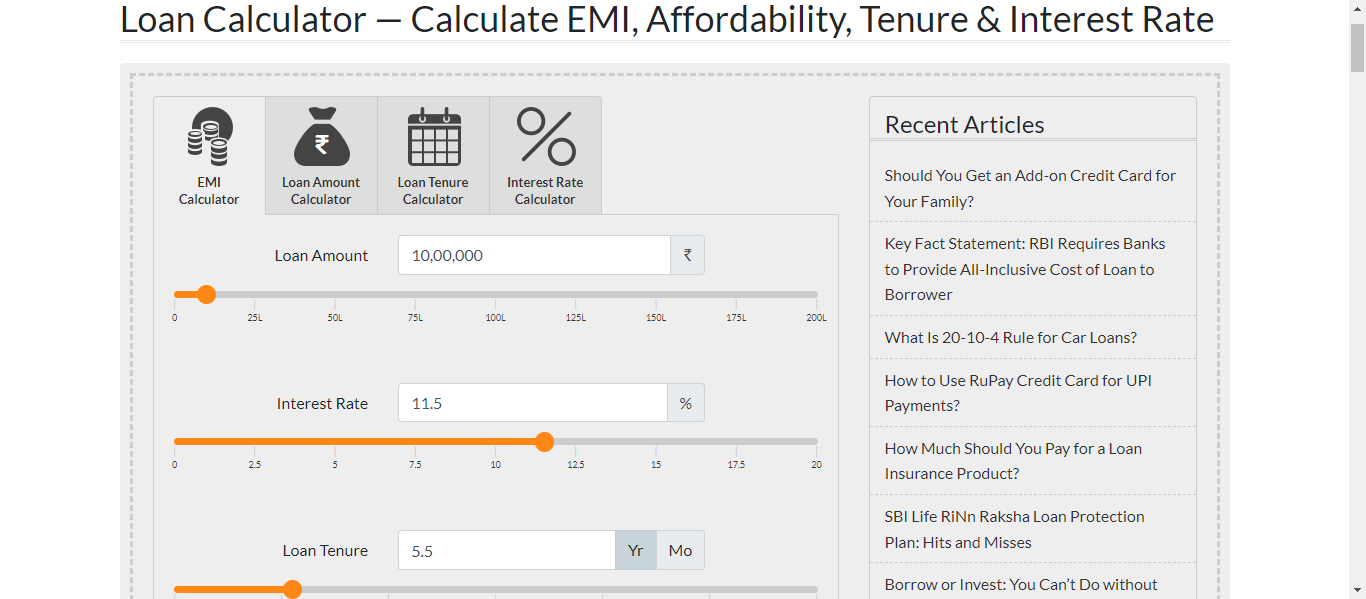 Loan Calculator — Calculate EMI, Affordability, Tenure & Interest Rate
₹
EMI
Calculator
Loan Amount
Calculator
Loan Tenure
Calculator
Interest Rate
Calculator
Loan Amount 10,00,000 ₹
0 25L 50L 75L 100L 125L 150L 175L 200L
Interest Rate 11.5 %
0 2.5 5 7.5 10 12.5 15 17.5 20
Loan Tenure 5.5 Yr Mo
Recent Articles
Should You Get an Add-on Credit Card for
Your Family?
Key Fact Statement: RBI Requires Banks
to Provide All-Inclusive Cost of Loan to
Borrower
What Is 20-10-4 Rule for Car Loans?
How to Use RuPay Credit Card for UPI
Payments?
How Much Should You Pay for a Loan
Insurance Product?
SBI Life RiNn Raksha Loan Protection
Plan: Hits and Misses
Borrow or Invest: You Can’t Do without